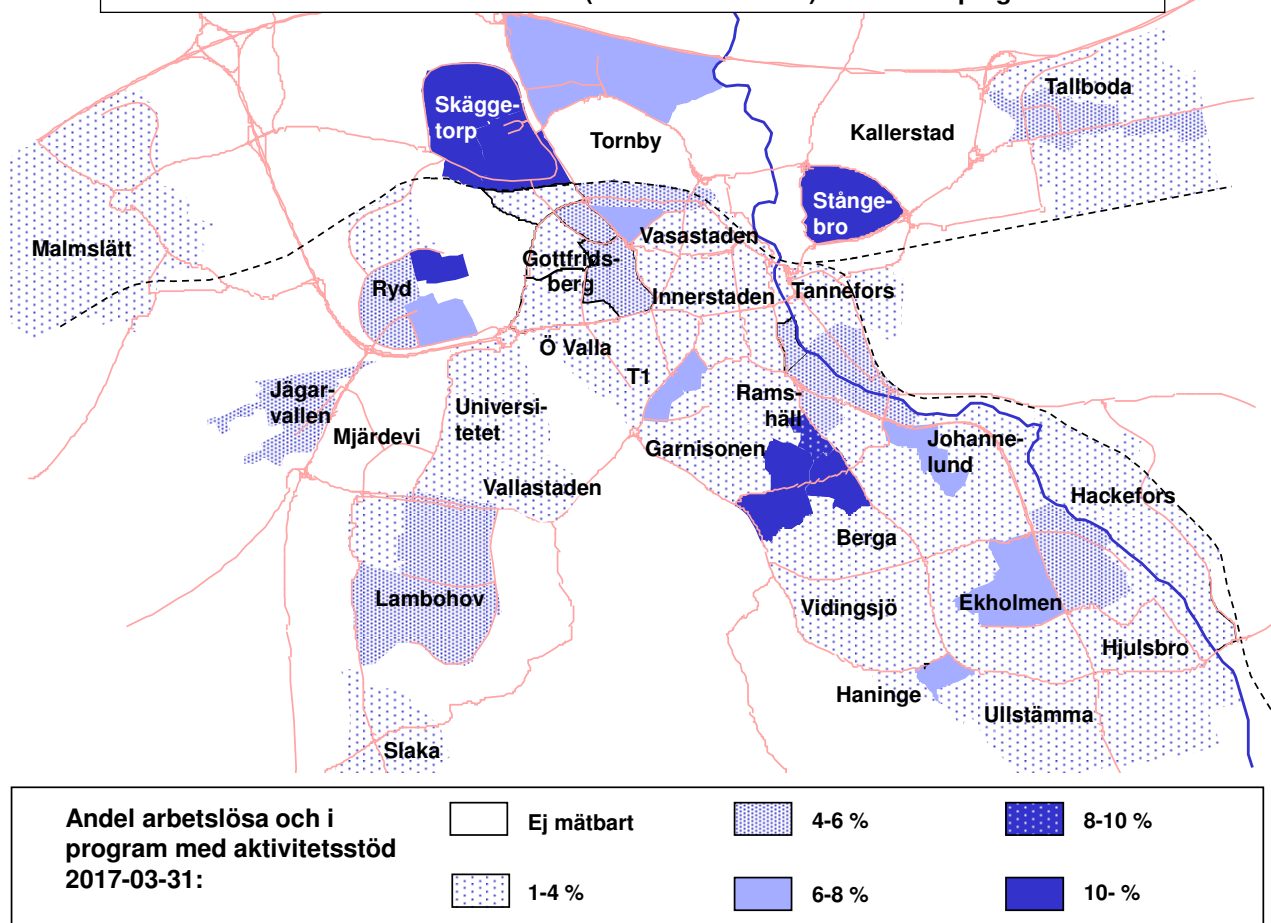 Skägge-
torp
Tornby
Kallerstad
Tallboda
Stånge-
bro
Malmslätt
Vasastaden
Gottfrids-
berg
Ryd
Innerstaden
Tannefors
Ö Valla
T1
Jägar-
vallen
Universi-
tetet
Rams-
häll
Mjärdevi
Garnisonen
Johanne-
lund
Vallastaden
Hackefors
Berga
Lambohov
Vidingsjö
Ekholmen
Hjulsbro
Haninge
Ullstämma
Slaka
Andel arbetslösa och i
program med aktivitetsstöd
2017-03-31:
Ej mätbart
4-6 %
8-10 %
1-4 %
6-8 %
10- %